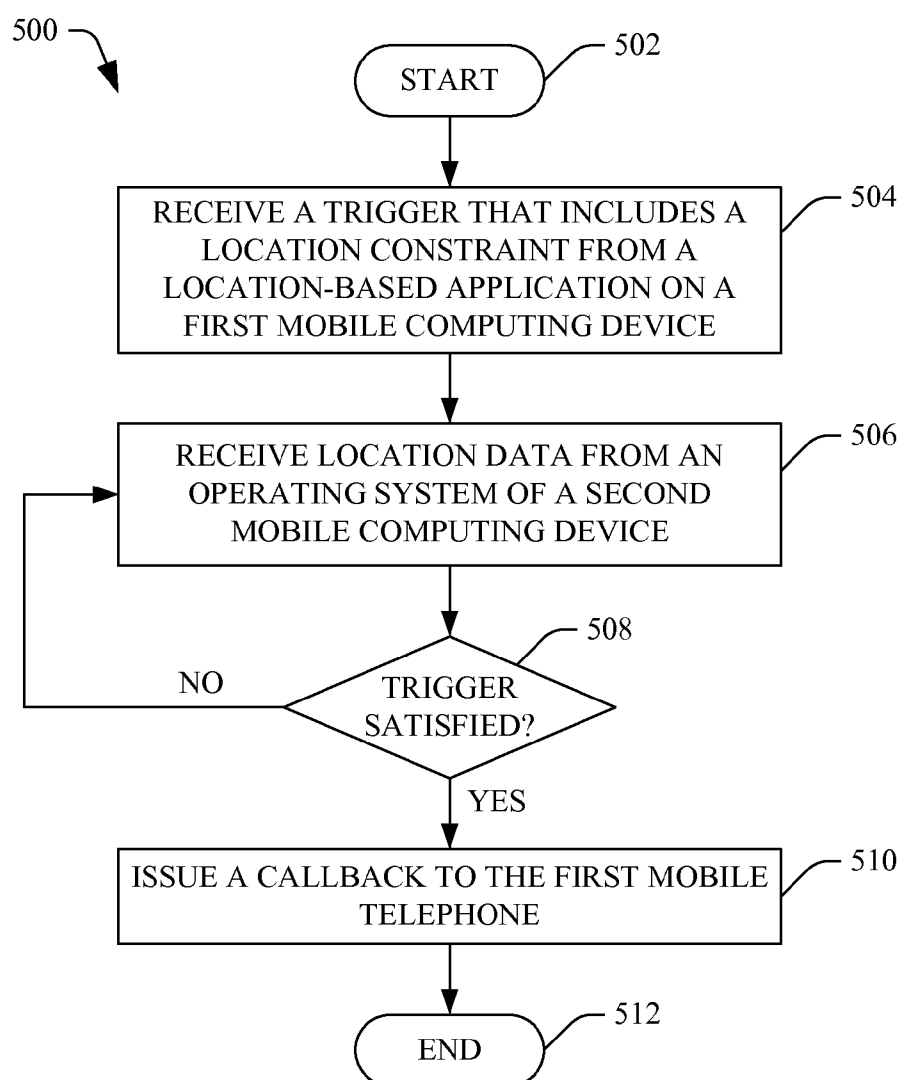 500
502
START
504
RECEIVE A TRIGGER THAT INCLUDES A
LOCATION CONSTRAINT FROM A
LOCATION-BASED APPLICATION ON A
FIRST MOBILE COMPUTING DEVICE
506
RECEIVE LOCATION DATA FROM AN
OPERATING SYSTEM OF A SECOND
MOBILE COMPUTING DEVICE
508
NO
TRIGGER
SATISFIED?
YES
510
ISSUE A CALLBACK TO THE FIRST MOBILE
TELEPHONE
512
END